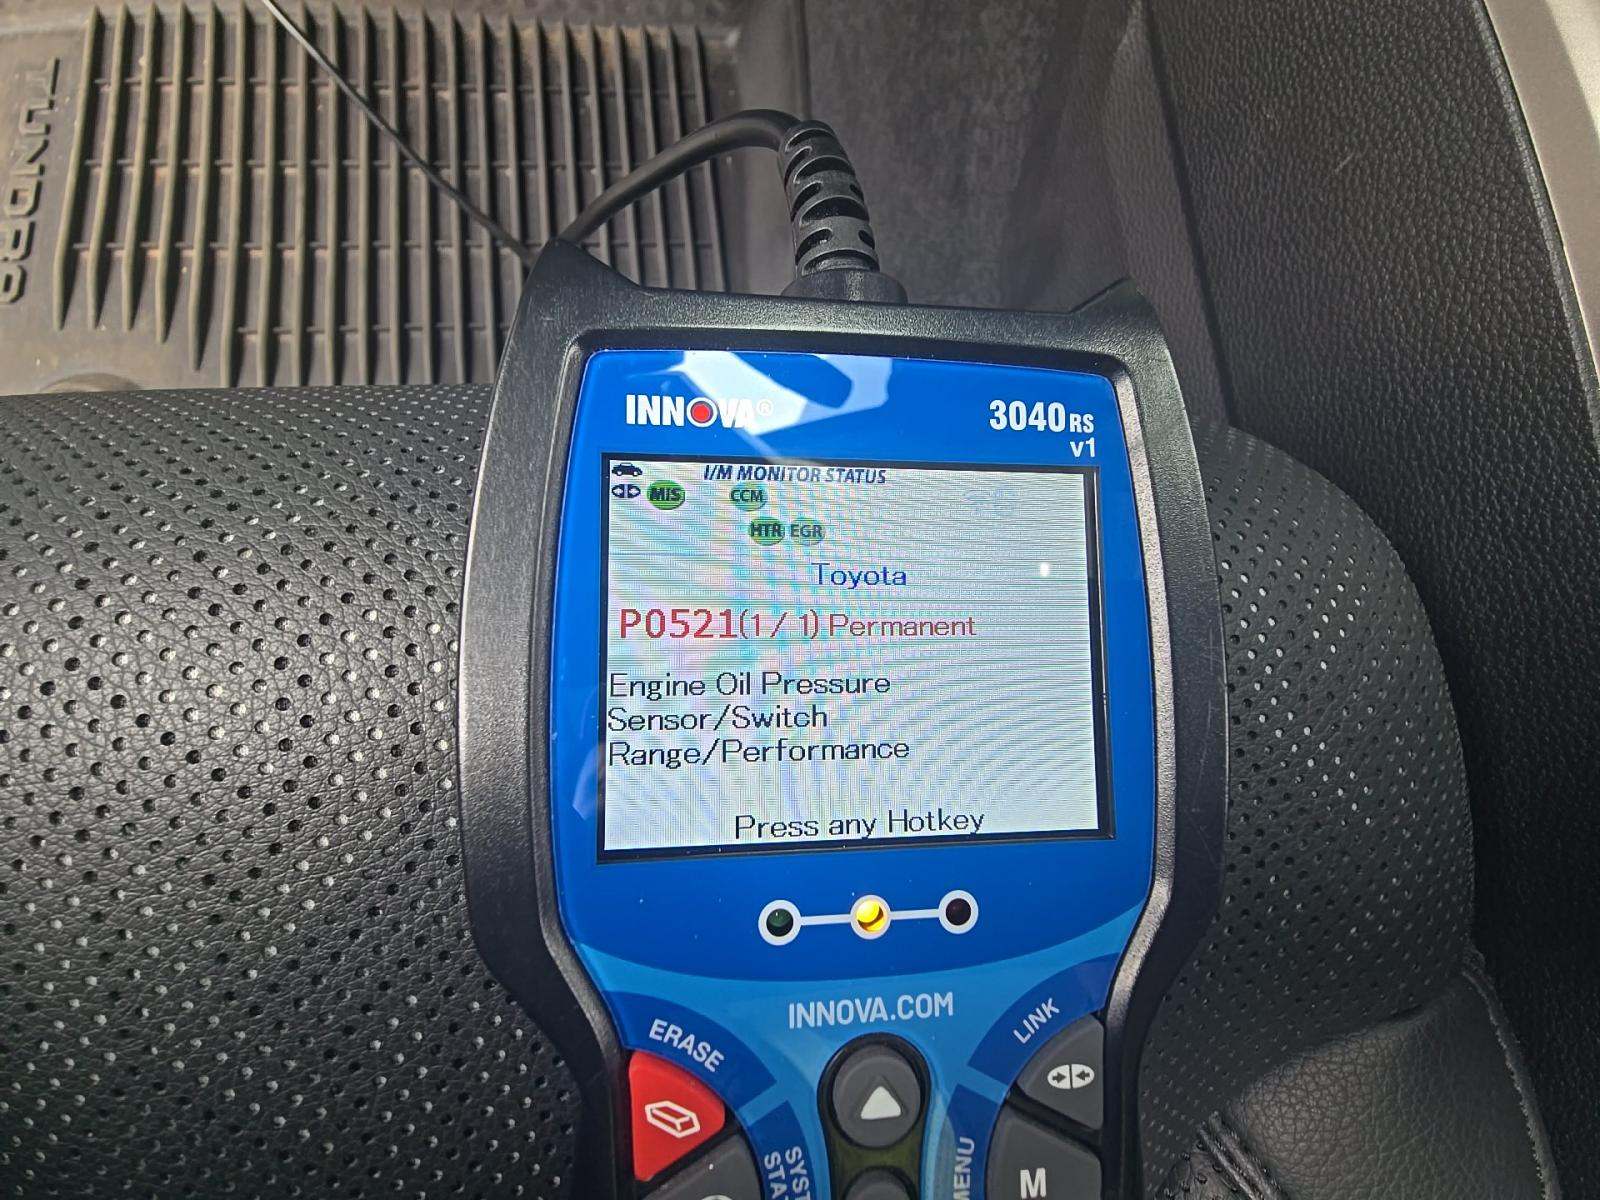 TUNDRA
INNOVA®
3040RS
v1
I/M MONITOR STATUS
MIS CCM
HTR EGR
Toyota
P0521(1/ 1) Permanent
Engine Oil Pressure
Sensor/Switch
Range/Performance
Press any Hotkey
INNOVA.COM
ERASE
LINK
MENU
M